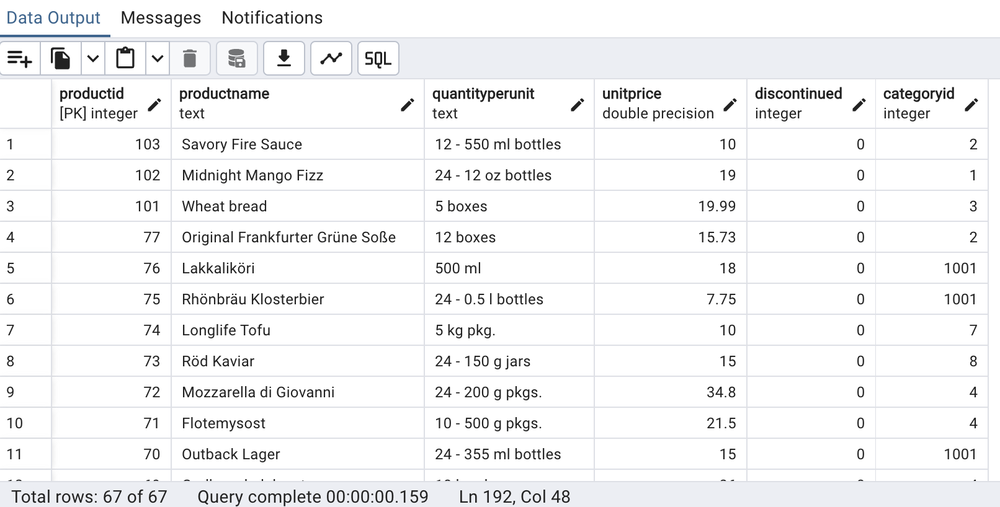 Data Output Messages Notifications
SQL
productid productname quantityperunit unitprice discontinued categoryid
[PK] integer text text double precision integer integer
1 103 Savory Fire Sauce 12 - 550 ml bottles 10 0 2
2 102 Midnight Mango Fizz 24 - 12 oz bottles 19 0 1
3 101 Wheat bread 5 boxes 19.99 0 3
4 77 Original Frankfurter Grüne Soße 12 boxes 15.73 0 2
5 76 Lakkaliköri 500 ml 18 0 1001
6 75 Rhönbräu Klosterbier 24 - 0.5 l bottles 7.75 0 1001
7 74 Longlife Tofu 5 kg pkg. 10 0 7
8 73 Röd Kaviar 24 - 150 g jars 15 0 8
9 72 Mozzarella di Giovanni 24 - 200 g pkgs. 34.8 0 4
10 71 Flotemysost 10 - 500 g pkgs. 21.5 0 4
11 70 Outback Lager 24 - 355 ml bottles 15 0 1001
Total rows: 67 of 67 Query complete 00:00:00.159 Ln 192, Col 48